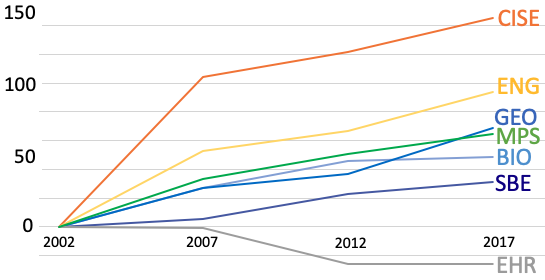 150
CISE
100
ENG
GEO
MPS
50
BIO
SBE
0
2002 2007 2012 2017
EHR